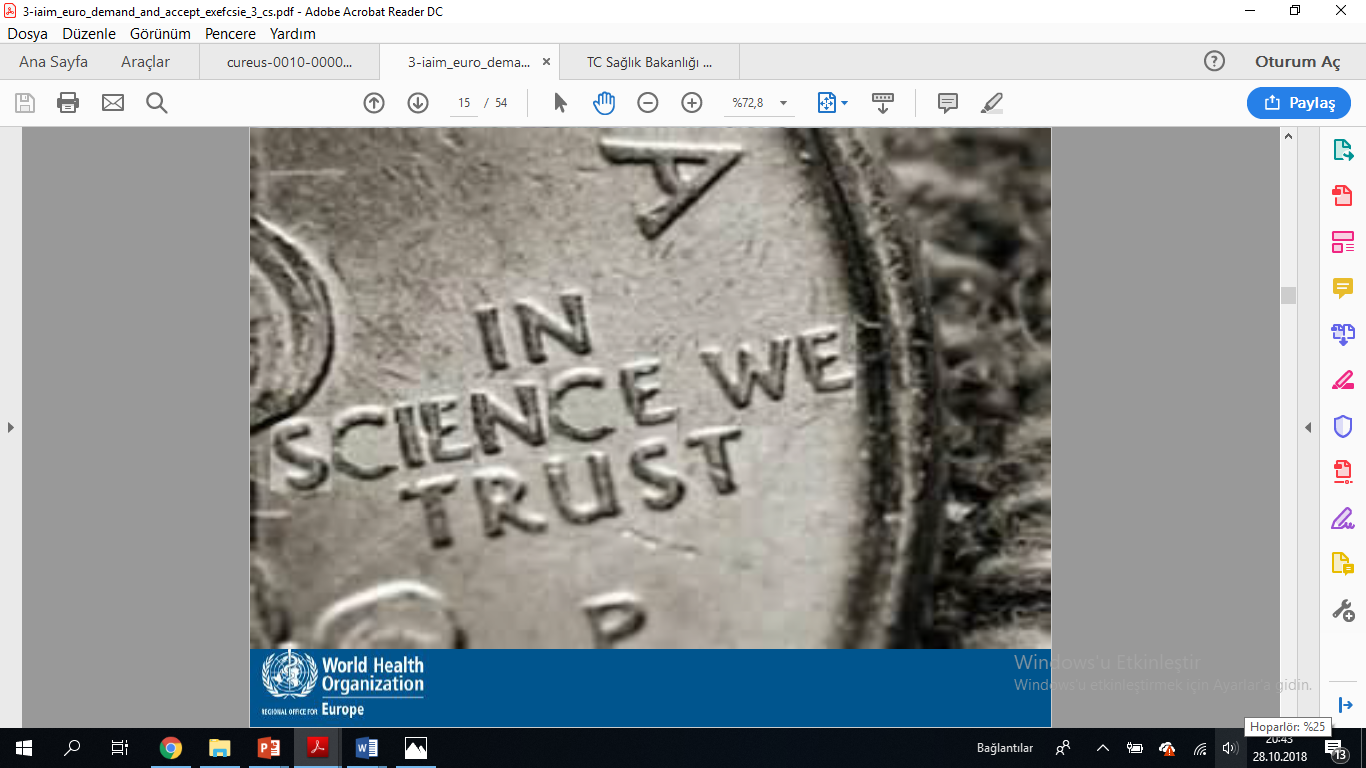 3-iaim_euro_demand_and_accept_exefcsie_3_cs.pdf - Adobe Acrobat Reader DC
Dosya Düzenle Görünüm Pencere Yardım
Ana Sayfa Araçlar cureus-0010-0000... 3-iaim_euro_dema... × TC Sağlık Bakanlığı ... ? Oturum Aç
15 / 54 %72,8 Paylaş
A
IN
SCIENCE WE
TRUST
P
World Health
Organization
REGIONAL OFFICE FOR Europe
Windows'u Etkinleştir
Windows'u etkinleştirmek için Ayarlar'a gidin.
Hoparlör: %25
Bağlantılar 20:43
28.10.2018 13